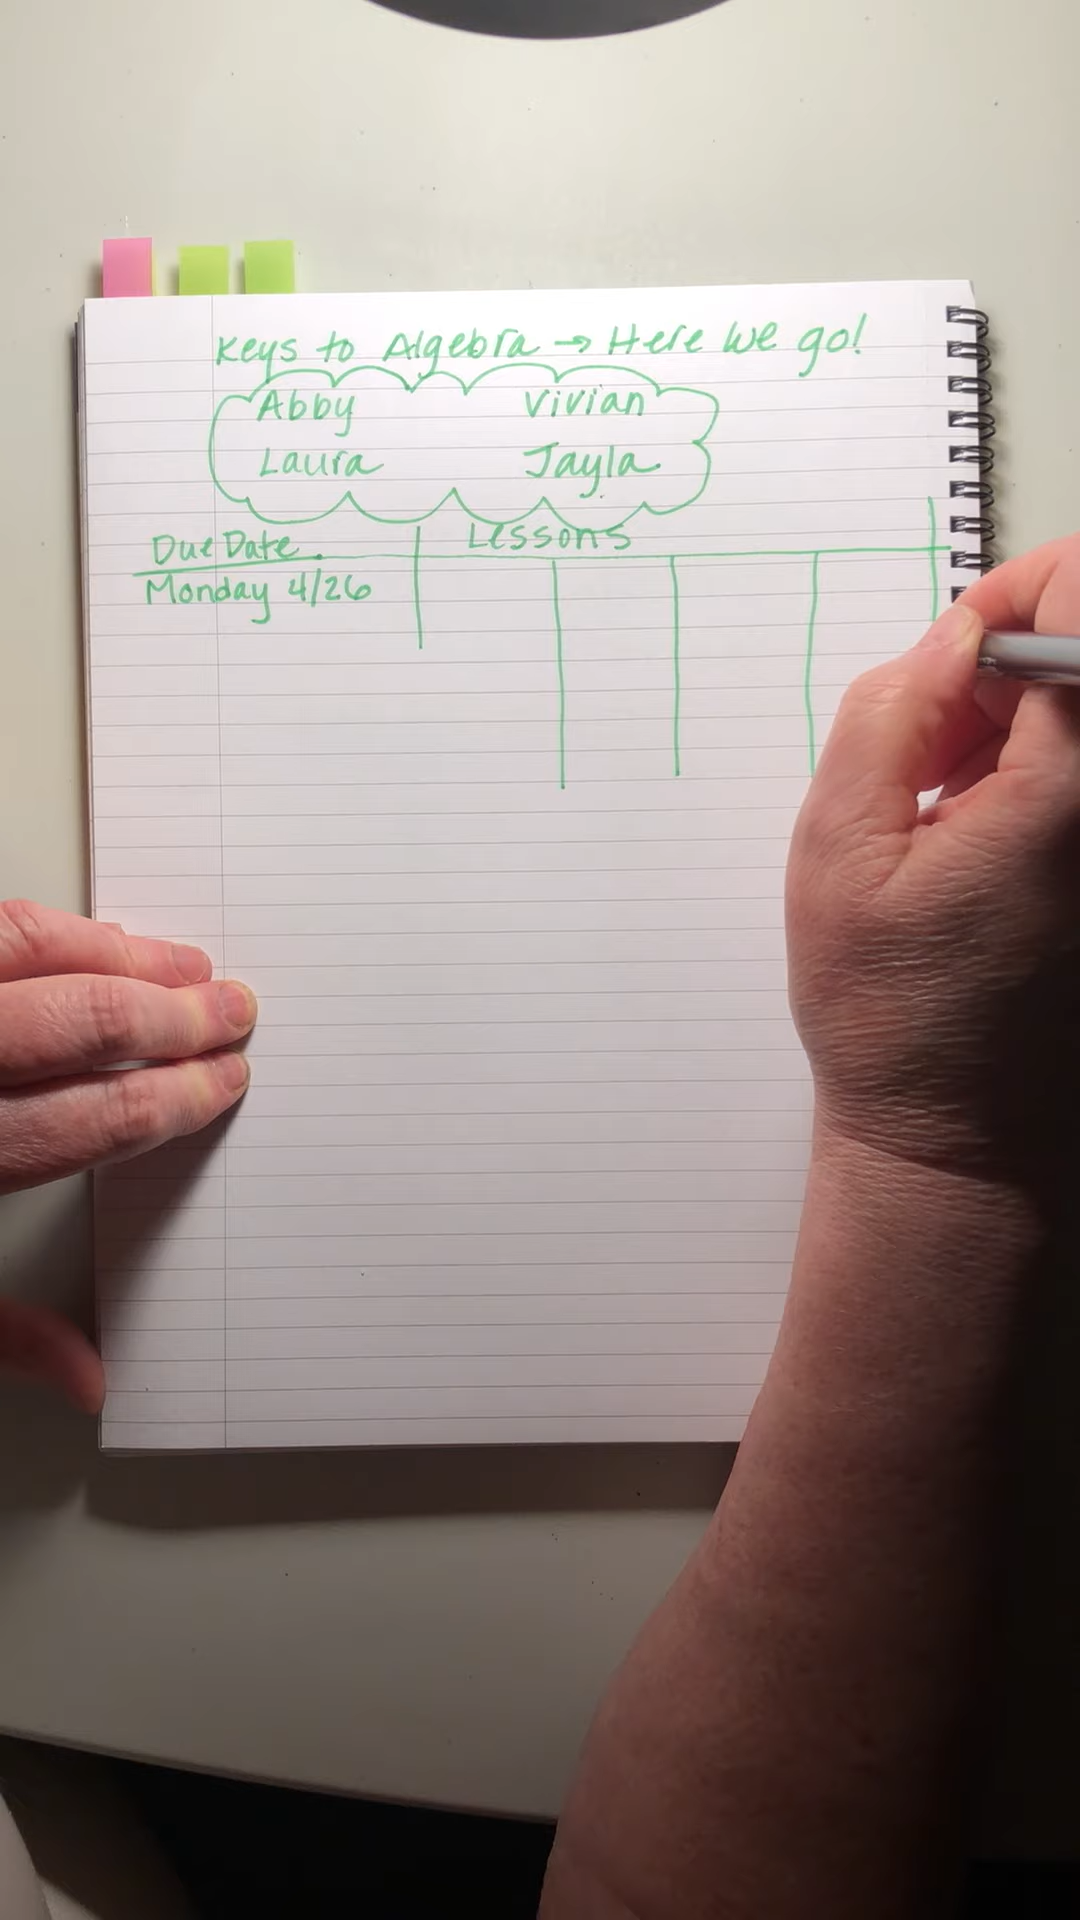 Keys to Algebra → Here we go!
Abby Vivian
Laura Jayla
Due Date Lessons
Monday 4/26